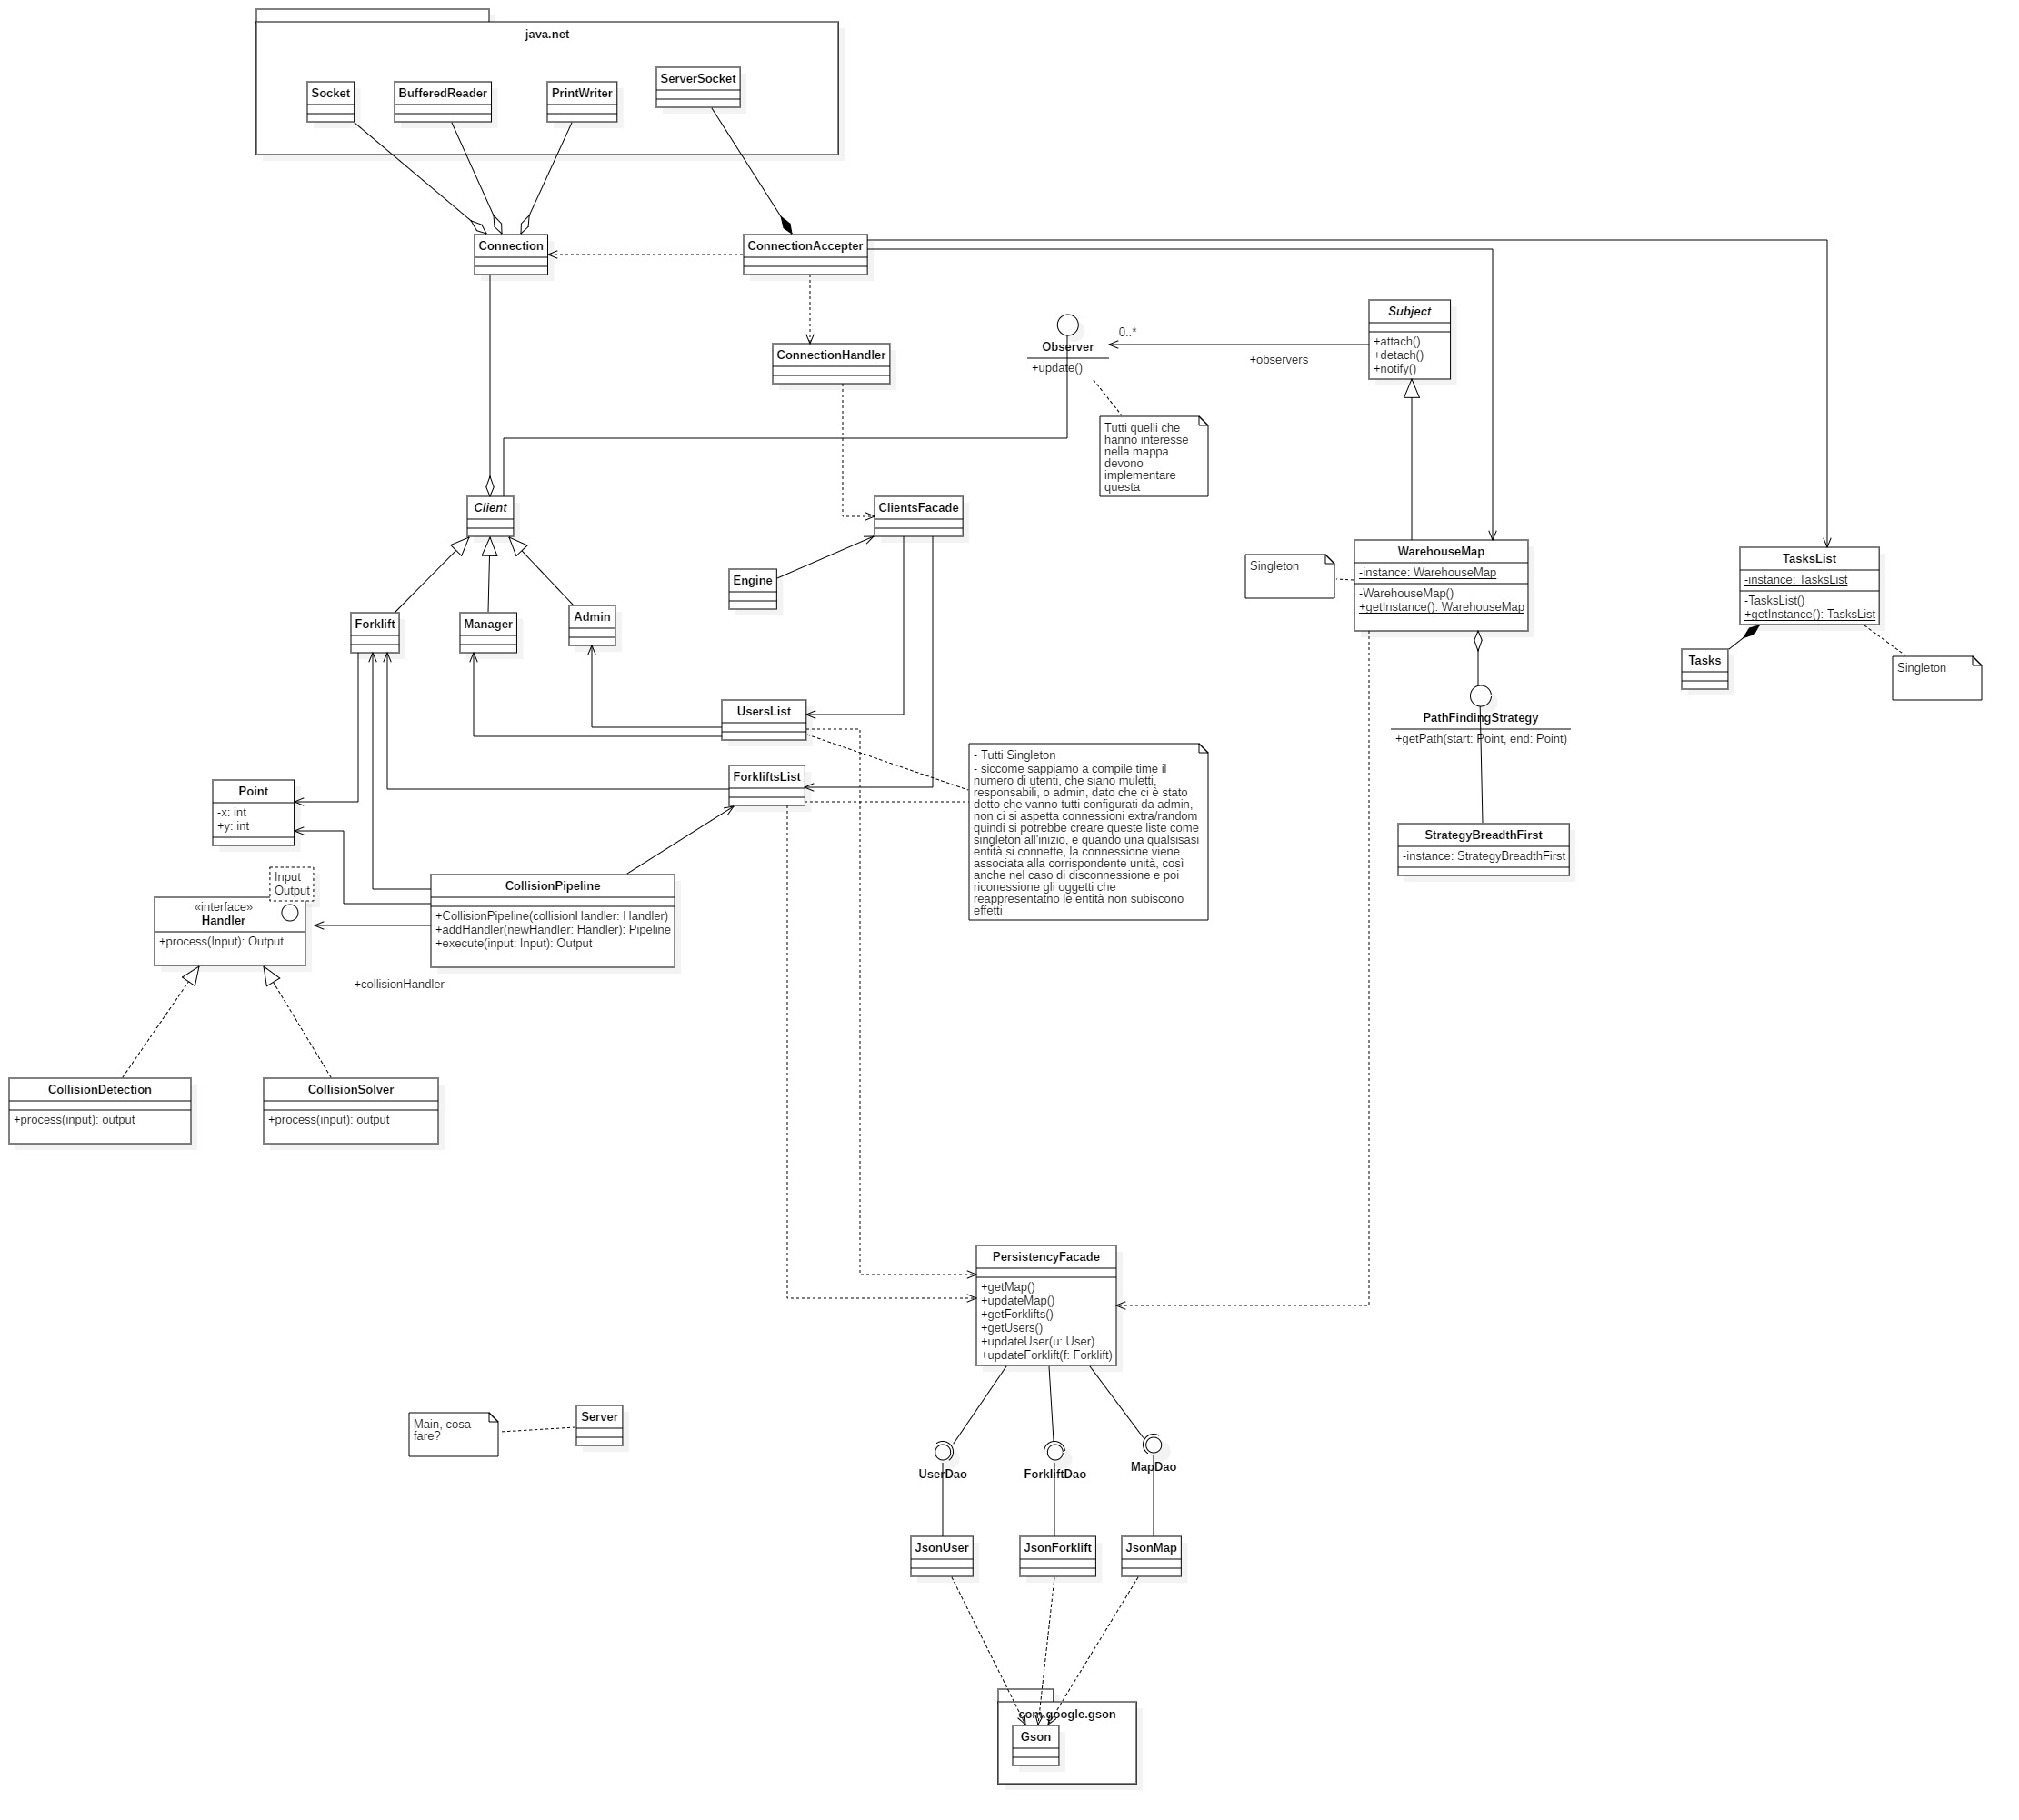 java.net
Socket
BufferedReader
PrintWriter
ServerSocket
Connection
ConnectionAccepter
ConnectionHandler
Observer
+update()
0..*
+observers
Subject
+attach()
+detach()
+notify()
Tutti quelli che
hanno interesse
nella mappa
devono
implementare
questa
Client
ClientsFacade
Engine
Forklift
Manager
Admin
Singleton
WarehouseMap
-instance: WarehouseMap
-WarehouseMap()
+getInstance(): WarehouseMap
TasksList
-instance: TasksList
-TasksList()
+getInstance(): TasksList
Tasks
Singleton
PathFindingStrategy
+getPath(start: Point, end: Point)
StrategyBreadthFirst
-instance: StrategyBreadthFirst
UsersList
ForkliftsList
- Tutti Singleton
- siccome sappiamo a compile time il
numero di utenti, che siano muletti,
responsabili, o admin, dato che ci è stato
detto che vanno tutti configurati da admin,
non ci si aspetta connessioni extra/random
quindi si potrebbe creare queste liste come
singleton all'inizio, e quando una qualsisasi
entità si connette, la connessione viene
associata alla corrispondente unità, così
anche nel caso di disconnessione e poi
riconessione gli oggetti che
reappresentatno le entità non subiscono
effetti
Point
-x: int
+y: int
Input
Output
«interface»
Handler
+process(Input): Output
CollisionPipeline
+CollisionPipeline(collisionHandler: Handler)
+addHandler(newHandler: Handler): Pipeline
+execute(input: Input): Output
+collisionHandler
CollisionDetection
+process(input): output
CollisionSolver
+process(input): output
PersistencyFacade
+getMap()
+updateMap()
+getForklifts()
+getUsers()
+updateUser(u: User)
+updateForklift(f: Forklift)
Main, cosa
fare?
Server
UserDao
ForkliftDao
MapDao
JsonUser
JsonForklift
JsonMap
com.google.gson
Gson